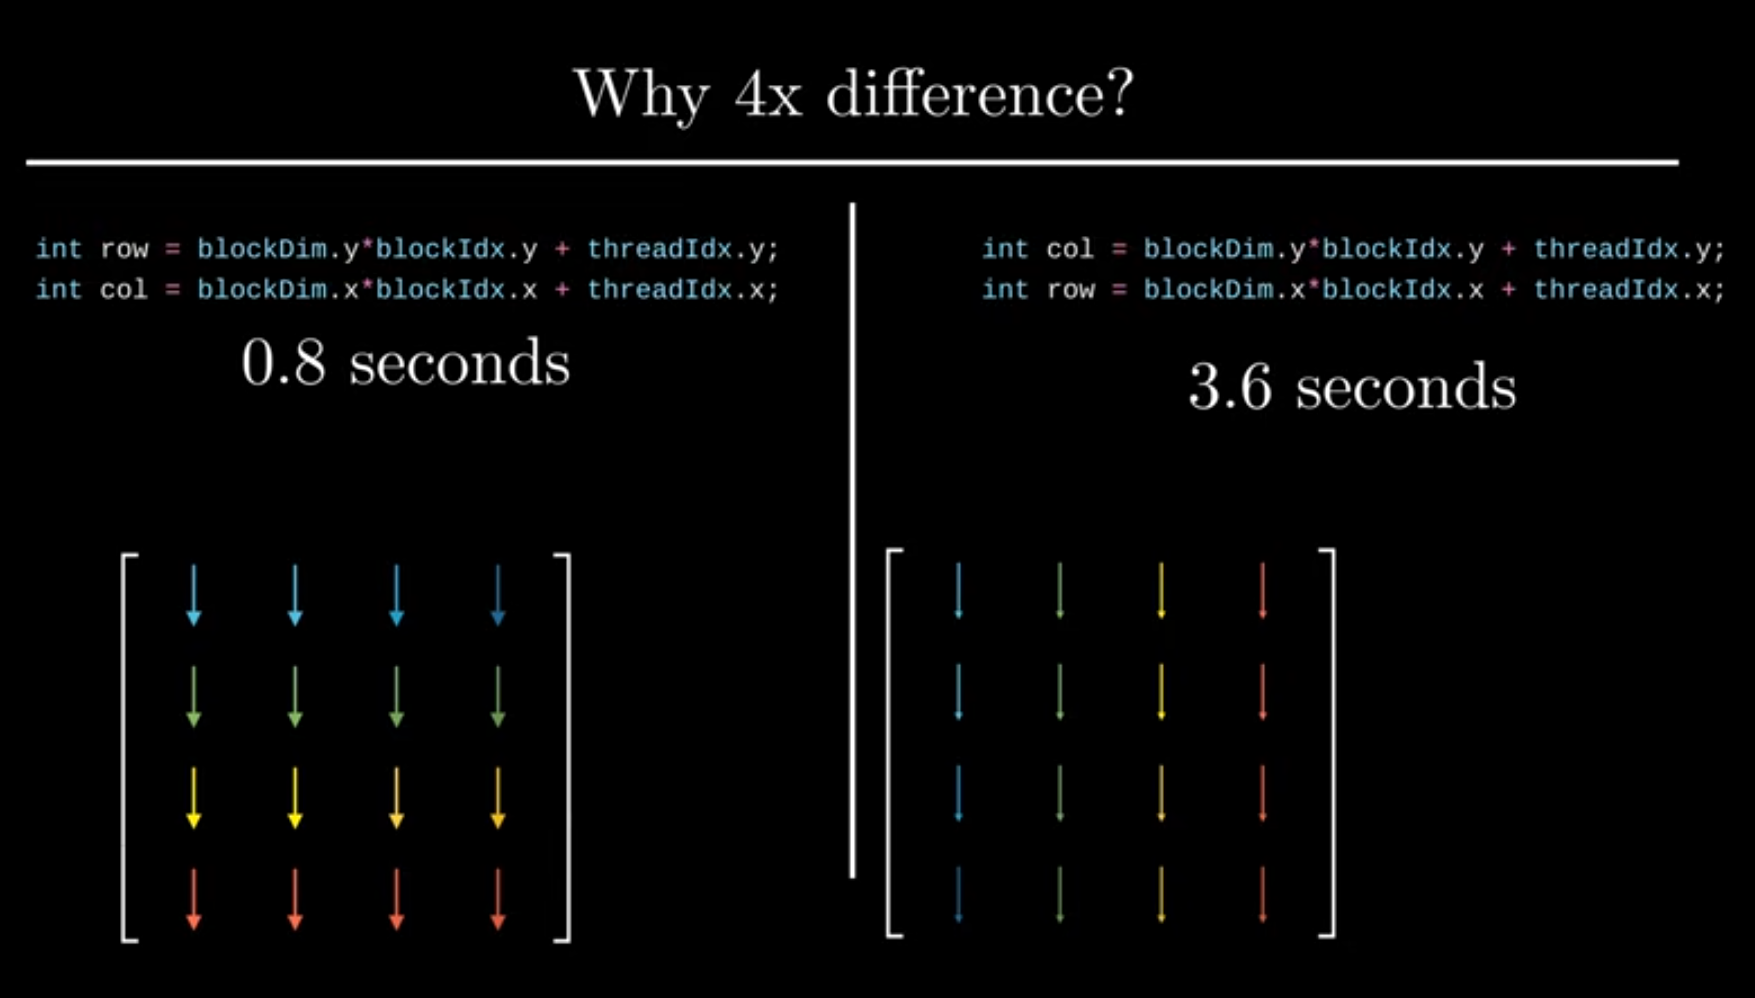 Why 4x difference?
int row = blockDim.y*blockIdx.y + threadIdx.y;
int col = blockDim.x*blockIdx.x + threadIdx.x;
0.8 seconds
int col = blockDim.y*blockIdx.y + threadIdx.y;
int row = blockDim.x*blockIdx.x + threadIdx.x;
3.6 seconds